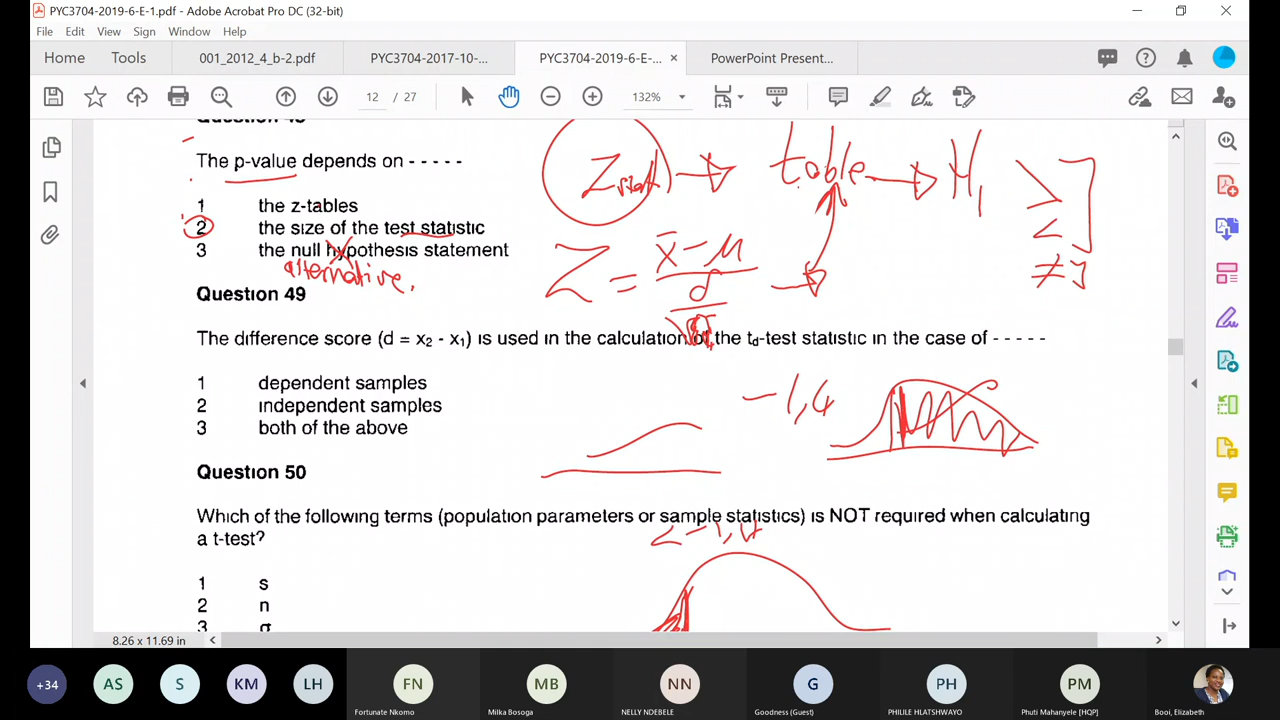 PYC3704-2019-6-E-1.pdf - Adobe Acrobat Pro DC (32-bit)
File Edit View Sign Window Help
Home Tools 001_2012_4_b-2.pdf PYC3704-2017-10-... PYC3704-2019-6-E-... × PowerPoint Present...
12 / 27 132%
The p-value depends on - - - - -
1 the z-tables
2 the size of the test statistic
3 the null hypothesis statement
alternative.
Zstat → table → H1 > < ≠
Z = x̄ - μ
Question 49
The difference score (d = x2 - x1) is used in the calculation of the td-test statistic in the case of - - - - -
1 dependent samples
2 independent samples
3 both of the above
-1,4
Question 50
Which of the following terms (population parameters or sample statistics) is NOT required when calculating
a t-test?
< -1,4
1 s
2 n
3 σ
8.26 x 11.69 in
+34 AS S KM LH FN MB NN G PH PM
Fortunate Nkomo Milka Bosoga NELLY NDEBELE Goodness (Guest) PHILILE HLATSHWAYO Phuti Mahanyele [HQP] Booi, Elizabeth